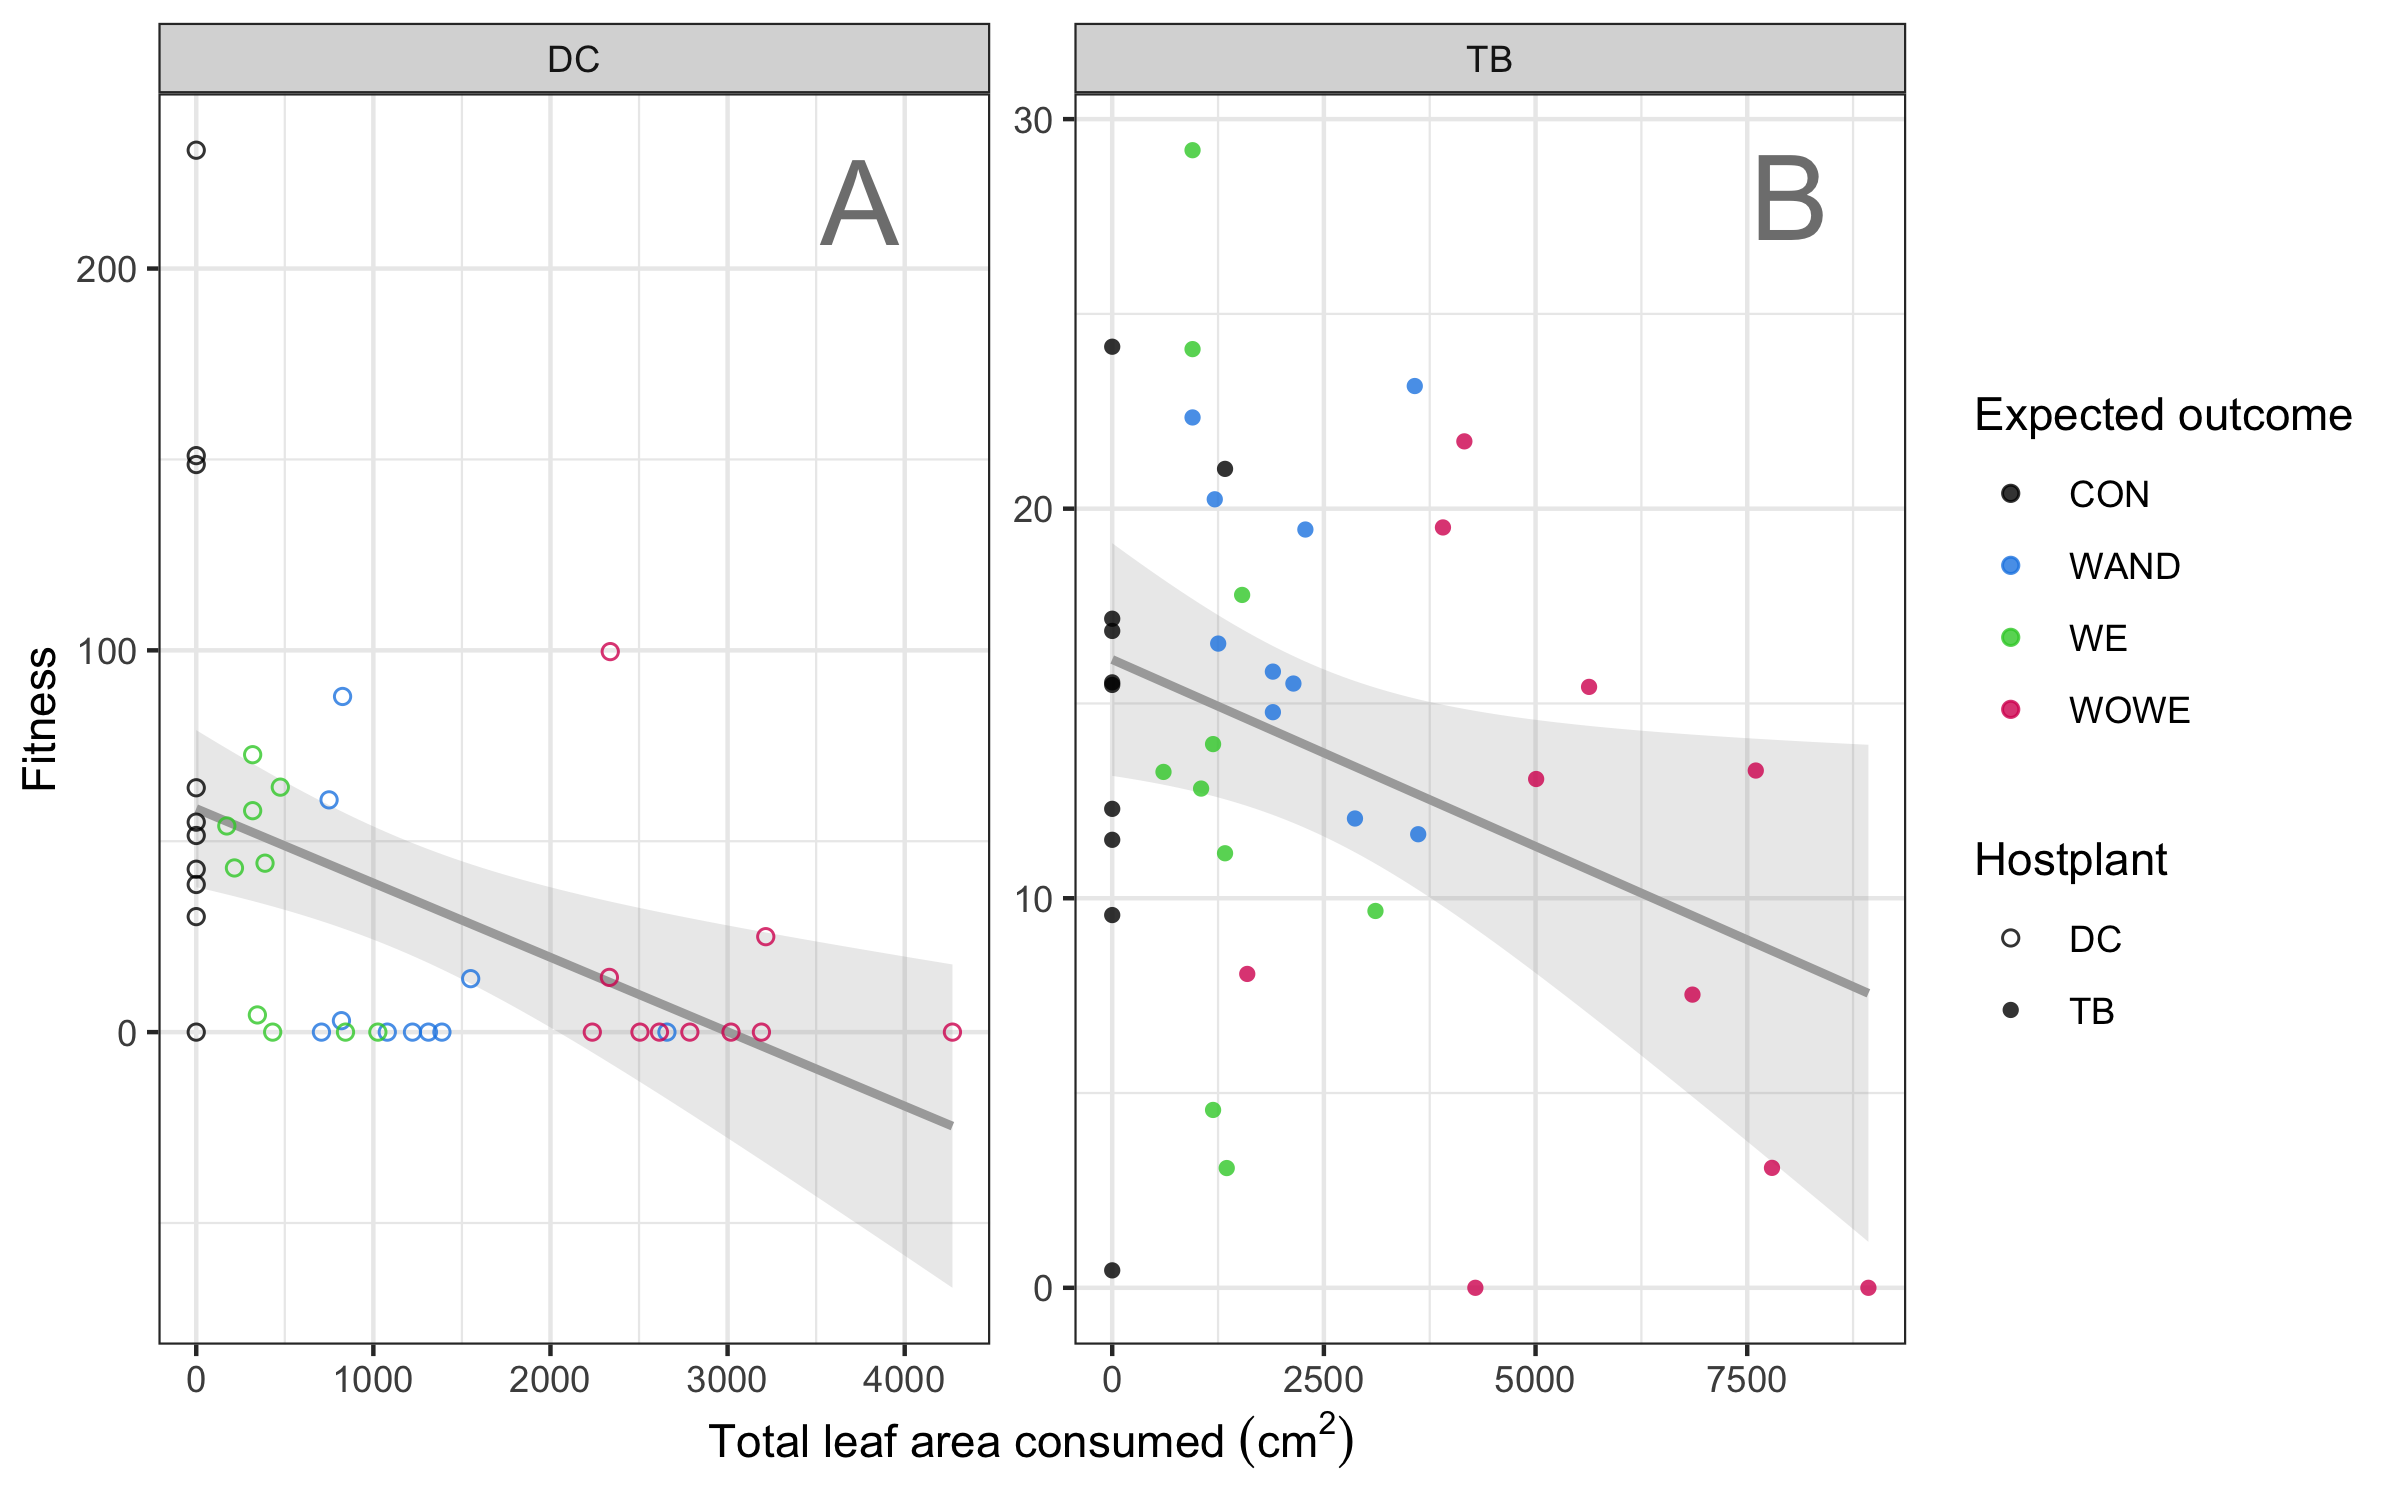 DC
TB
A
B
Fitness
200
100
0
30
20
10
0
0
1000
2000
3000
4000
0
2500
5000
7500
Total leaf area consumed (cm²)
Expected outcome
CON
WAND
WE
WOWE
Hostplant
DC
TB